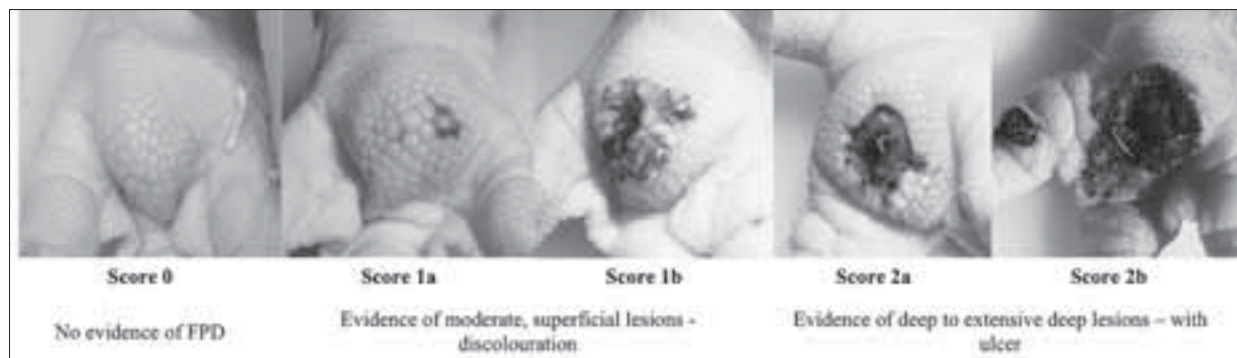 Score 0
Score 1a
Score 1b
Score 2a
Score 2b
No evidence of FPD
Evidence of moderate, superficial lesions -
discolouration
Evidence of deep to extensive deep lesions – with
ulcer